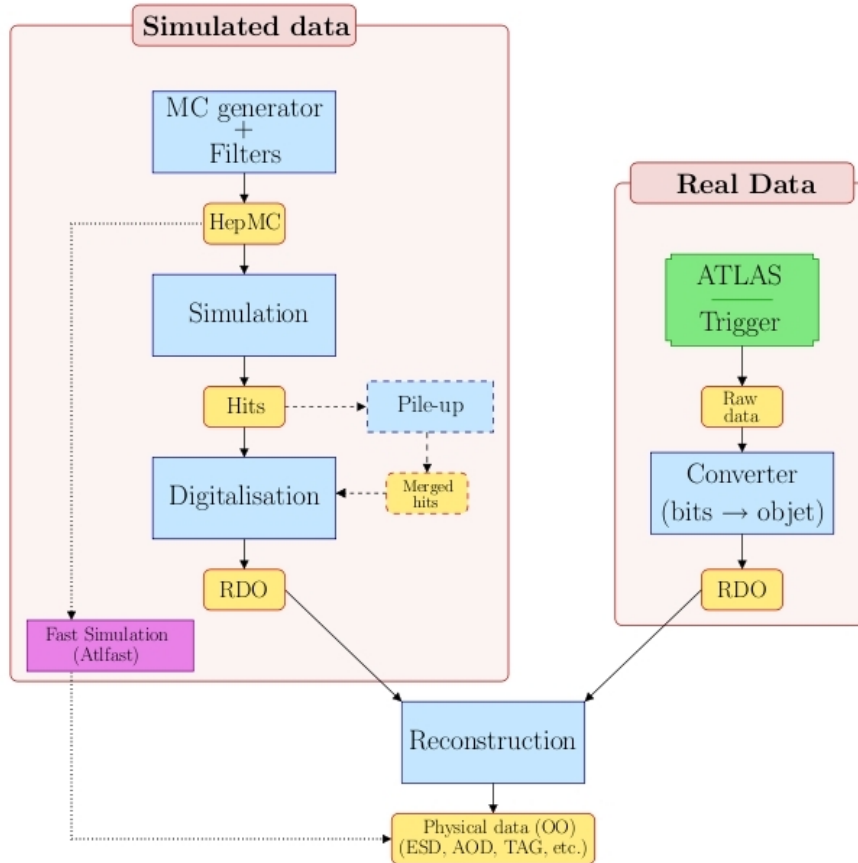 Simulated data
MC generator
+
Filters
HepMC
Simulation
Hits
Pile-up
Digitalisation
Merged
hits
RDO
Fast Simulation
(Atlfast)
Real Data
ATLAS
Trigger
Raw
data
Converter
(bits → objet)
RDO
Reconstruction
Physical data (OO)
(ESD, AOD, TAG, etc.)